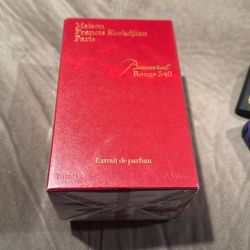 Maison
Francis Kurkdjian
Paris
Baccarat
Rouge 540
Extrait de parfum